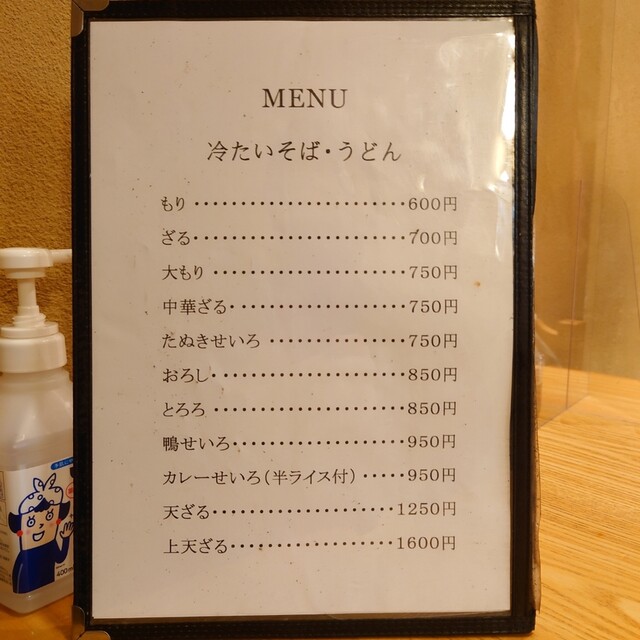 MENU
冷たいそば・うどん
もり・・・・・・・・・・・・・・・・・・・・・・・600円
ざる・・・・・・・・・・・・・・・・・・・・・・・700円
大もり・・・・・・・・・・・・・・・・・・・・・750円
中華ざる・・・・・・・・・・・・・・・・・・・750円
たぬきせいろ・・・・・・・・・・・・・・・750円
おろし・・・・・・・・・・・・・・・・・・・・・850円
とろろ・・・・・・・・・・・・・・・・・・・・・850円
鴨せいろ・・・・・・・・・・・・・・・・・・・950円
カレーせいろ(半ライス付)・・・・・950円
天ざる・・・・・・・・・・・・・・・・・・・・1250円
上天ざる・・・・・・・・・・・・・・・・・・1600円
400ml